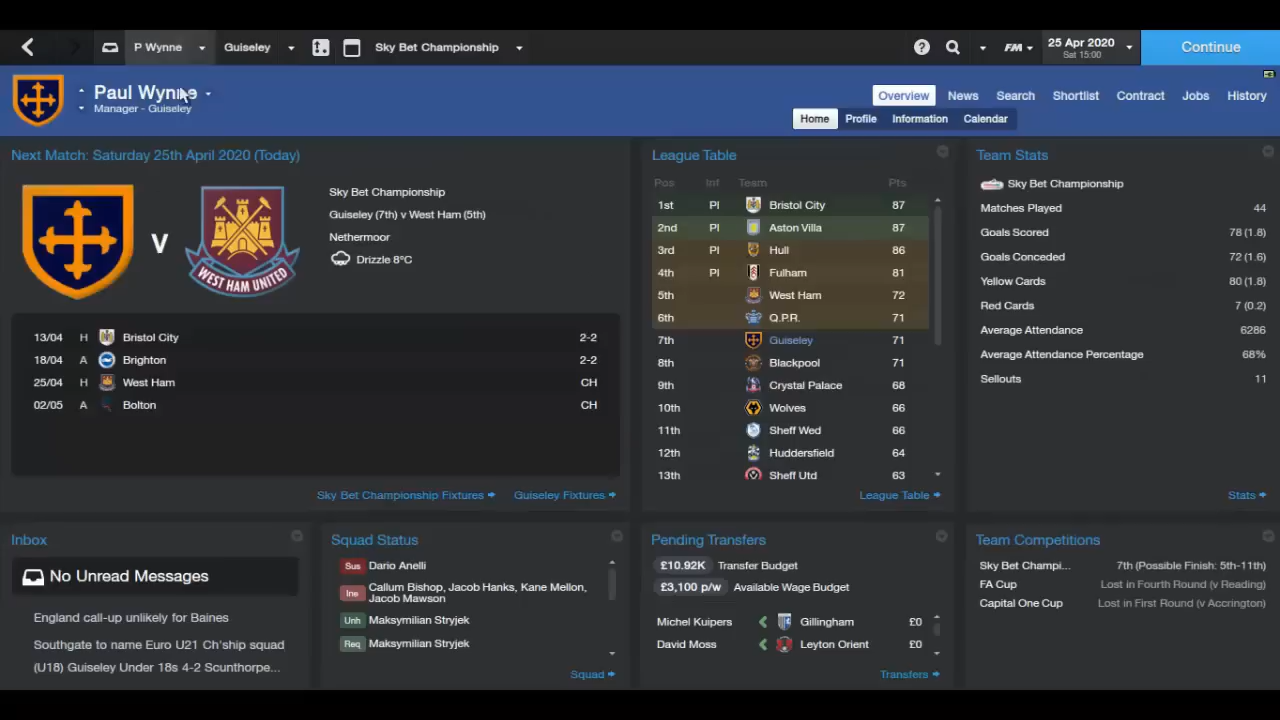 P Wynne
Guiseley
Sky Bet Championship
FM
25 Apr 2020
Sat 15:00
Continue
Paul Wynne
Manager - Guiseley
Overview News Search Shortlist Contract Jobs History
Home Profile Information Calendar
Next Match: Saturday 25th April 2020 (Today)
V
WEST HAM UNITED
Sky Bet Championship
Guiseley (7th) v West Ham (5th)
Nethermoor
Drizzle 8°C
13/04 H Bristol City 2-2
18/04 A Brighton 2-2
25/04 H West Ham CH
02/05 A Bolton CH
Sky Bet Championship Fixtures Guiseley Fixtures
League Table
Pos Inf Team Pts
1st Pl Bristol City 87
2nd Pl Aston Villa 87
3rd Pl Hull 86
4th Pl Fulham 81
5th West Ham 72
6th Q.P.R. 71
7th Guiseley 71
8th Blackpool 71
9th Crystal Palace 68
10th Wolves 66
11th Sheff Wed 66
12th Huddersfield 64
13th Sheff Utd 63
League Table
Team Stats
Sky Bet Championship
Matches Played 44
Goals Scored 78 (1.8)
Goals Conceded 72 (1.6)
Yellow Cards 80 (1.8)
Red Cards 7 (0.2)
Average Attendance 6286
Average Attendance Percentage 68%
Sellouts 11
Stats
Inbox
No Unread Messages
England call-up unlikely for Baines
Southgate to name Euro U21 Ch'ship squad
(U18) Guiseley Under 18s 4-2 Scunthorpe...
Squad Status
Sus Dario Anelli
Ine Callum Bishop, Jacob Hanks, Kane Mellon,
Jacob Mawson
Unh Maksymilian Stryjek
Req Maksymilian Stryjek
Squad
Pending Transfers
£10.92K Transfer Budget
£3,100 p/w Available Wage Budget
Michel Kuipers Gillingham £0
David Moss Leyton Orient £0
Transfers
Team Competitions
Sky Bet Champi... 7th (Possible Finish: 5th-11th)
FA Cup Lost in Fourth Round (v Reading)
Capital One Cup Lost in First Round (v Accrington)